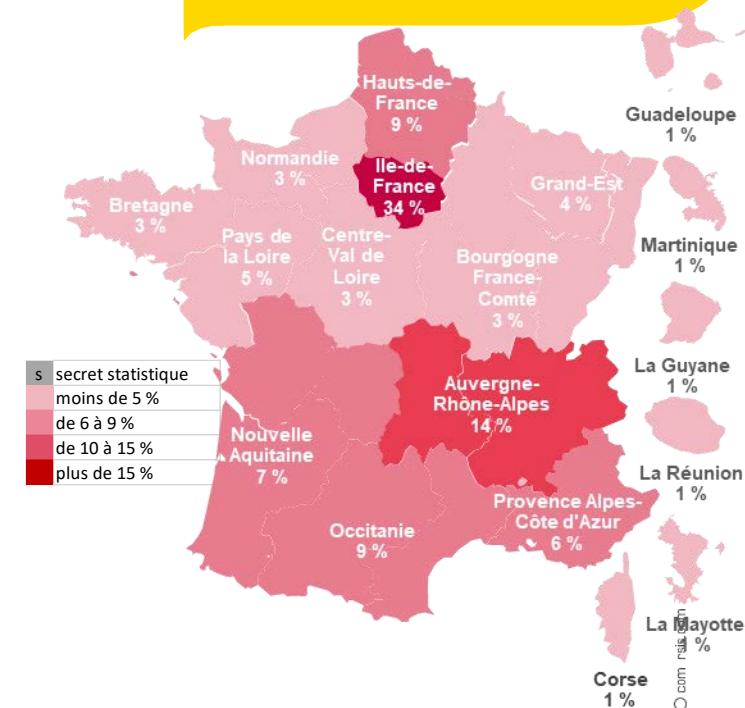 Hauts-de-
France
9 %
Guadeloupe
1 %
Normandie
3 %
Ile-de-
France
34 %
Grand-Est
4 %
Bretagne
3 %
Pays de
la Loire
5 %
Centre-
Val de
Loire
3 %
Bourgogne
France-
Comté
3 %
Martinique
1 %
s secret statistique
moins de 5 %
de 6 à 9 %
de 10 à 15 %
plus de 15 %
Auvergne-
Rhône-Alpes
14 %
La Guyane
1 %
Nouvelle
Aquitaine
7 %
La Réunion
1 %
Provence Alpes-
Côte d'Azur
6 %
Occitanie
9 %
La Mayotte
1 %
Corse
1 %